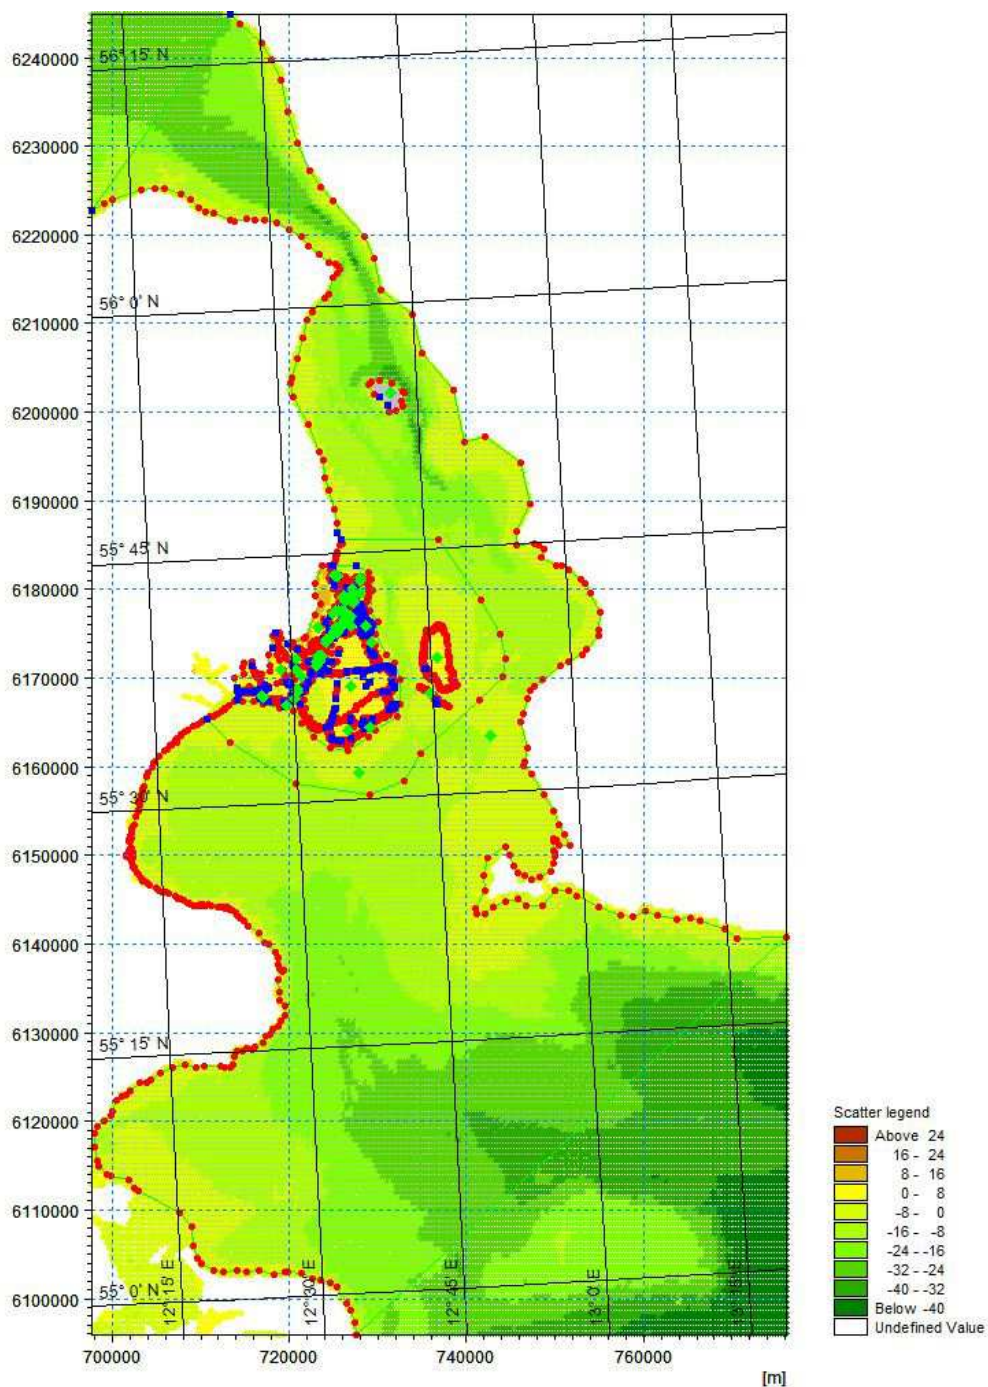 6240000
56° 15' N
6230000
6220000
56° 0' N
6210000
6200000
6190000
55° 45' N
6180000
6170000
6160000
55° 30' N
6150000
6140000
6130000
55° 15' N
6120000
6110000
55° 0' N
6100000
12° 15' E
12° 30' E
12° 45' E
13° 0' E
700000
720000
740000
760000
[m]
Scatter legend
Above 24
16 - 24
8 - 16
0 - 8
-8 - 0
-16 - -8
-24 - -16
-32 - -24
-40 - -32
Below -40
Undefined Value